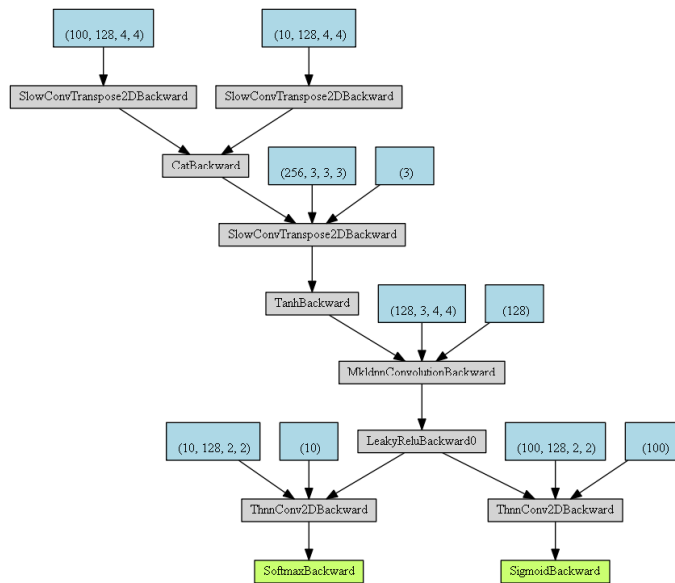 (100, 128, 4, 4)
(10, 128, 4, 4)
SlowConvTranspose2DBackward
SlowConvTranspose2DBackward
CatBackward
(256, 3, 3, 3)
(3)
SlowConvTranspose2DBackward
TanhBackward
(128, 3, 4, 4)
(128)
MkldnnConvolutionBackward
LeakyReluBackward0
(10, 128, 2, 2)
(10)
(100, 128, 2, 2)
(100)
ThnnConv2DBackward
ThnnConv2DBackward
SoftmaxBackward
SigmoidBackward